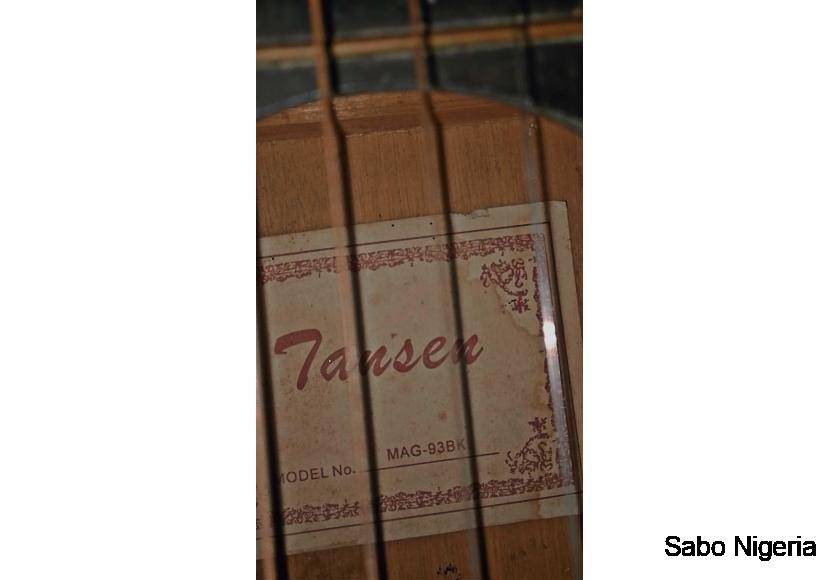 Tansen
MODEL No. MAG-93BK
Sabo Nigeria